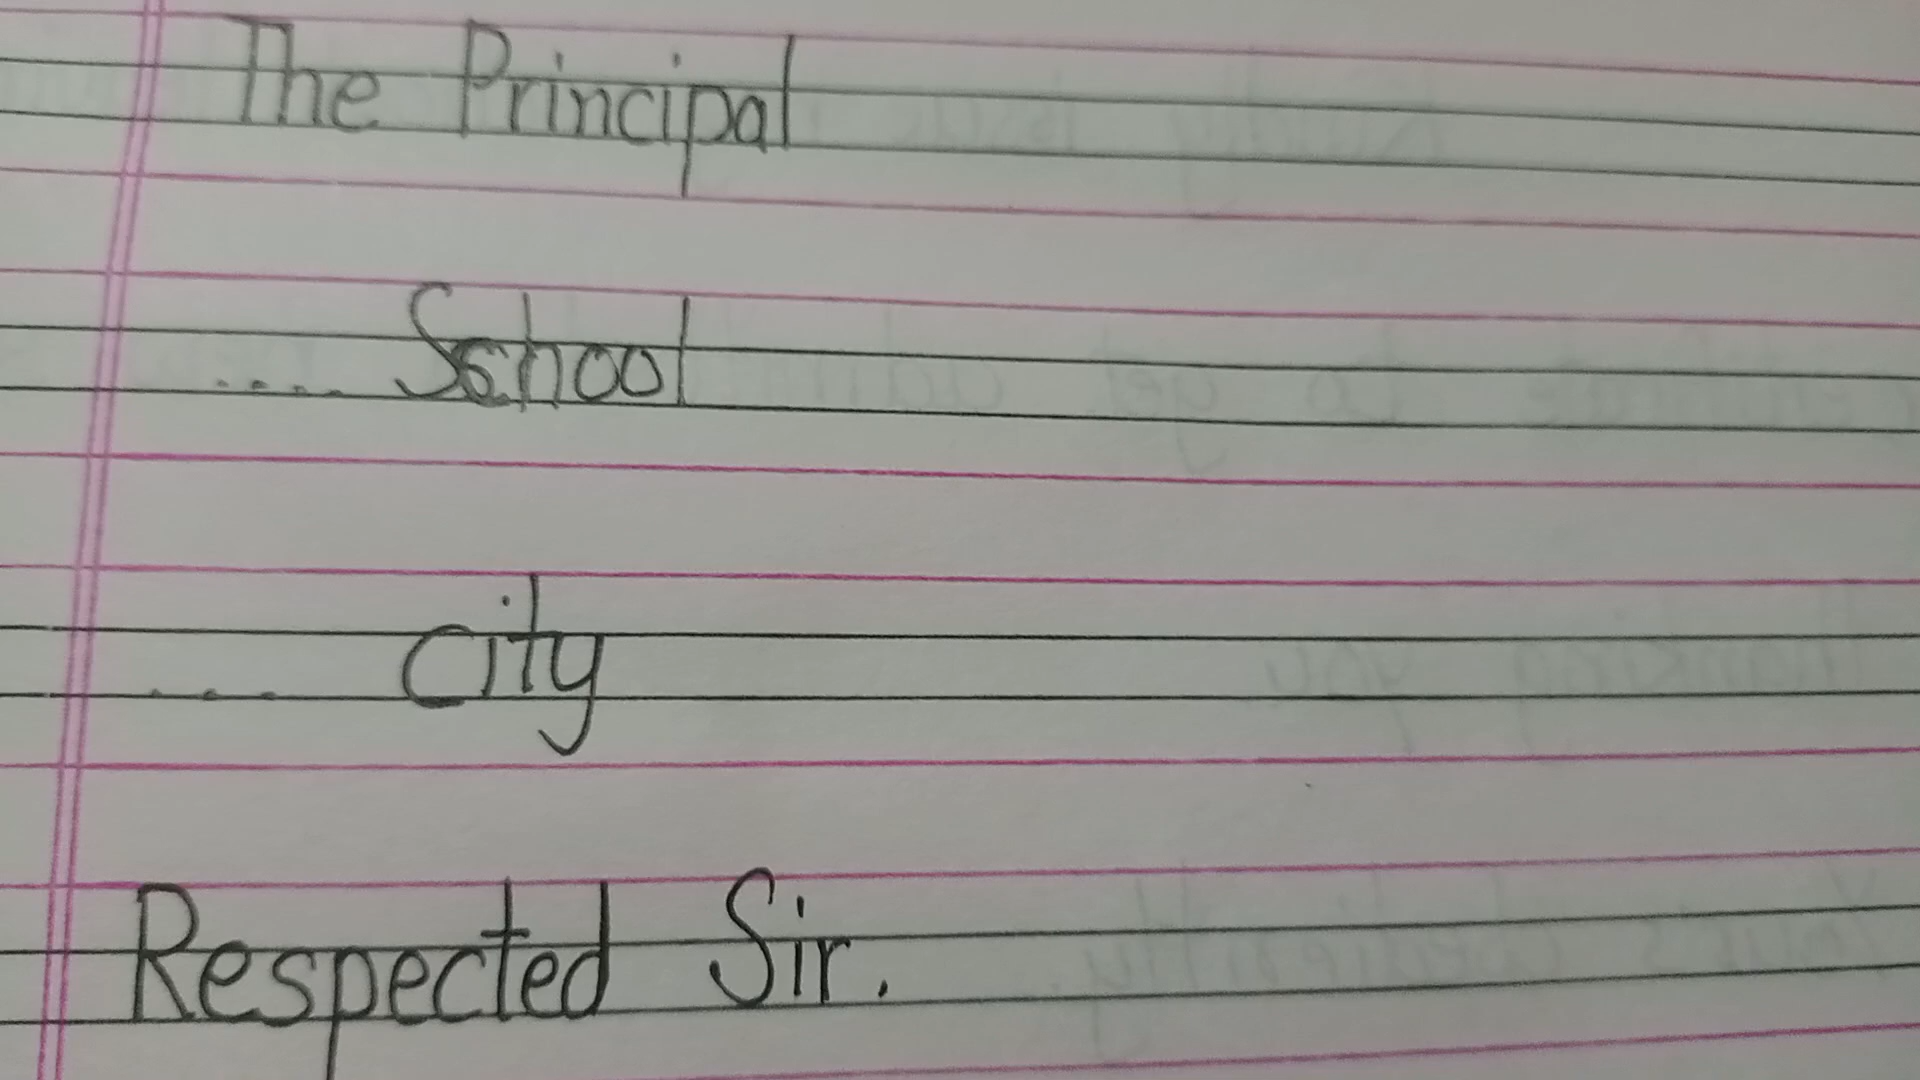 The Principal
.... School
... city
Respected Sir.